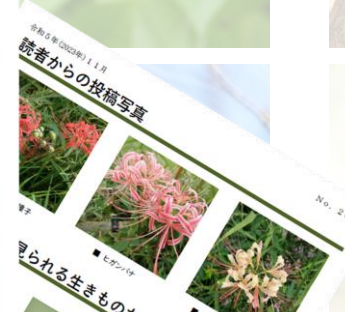 令和5年(2023年)11月
読者からの投稿写真
No. 2
■ ヒガンバナ
■
見られる生きもの